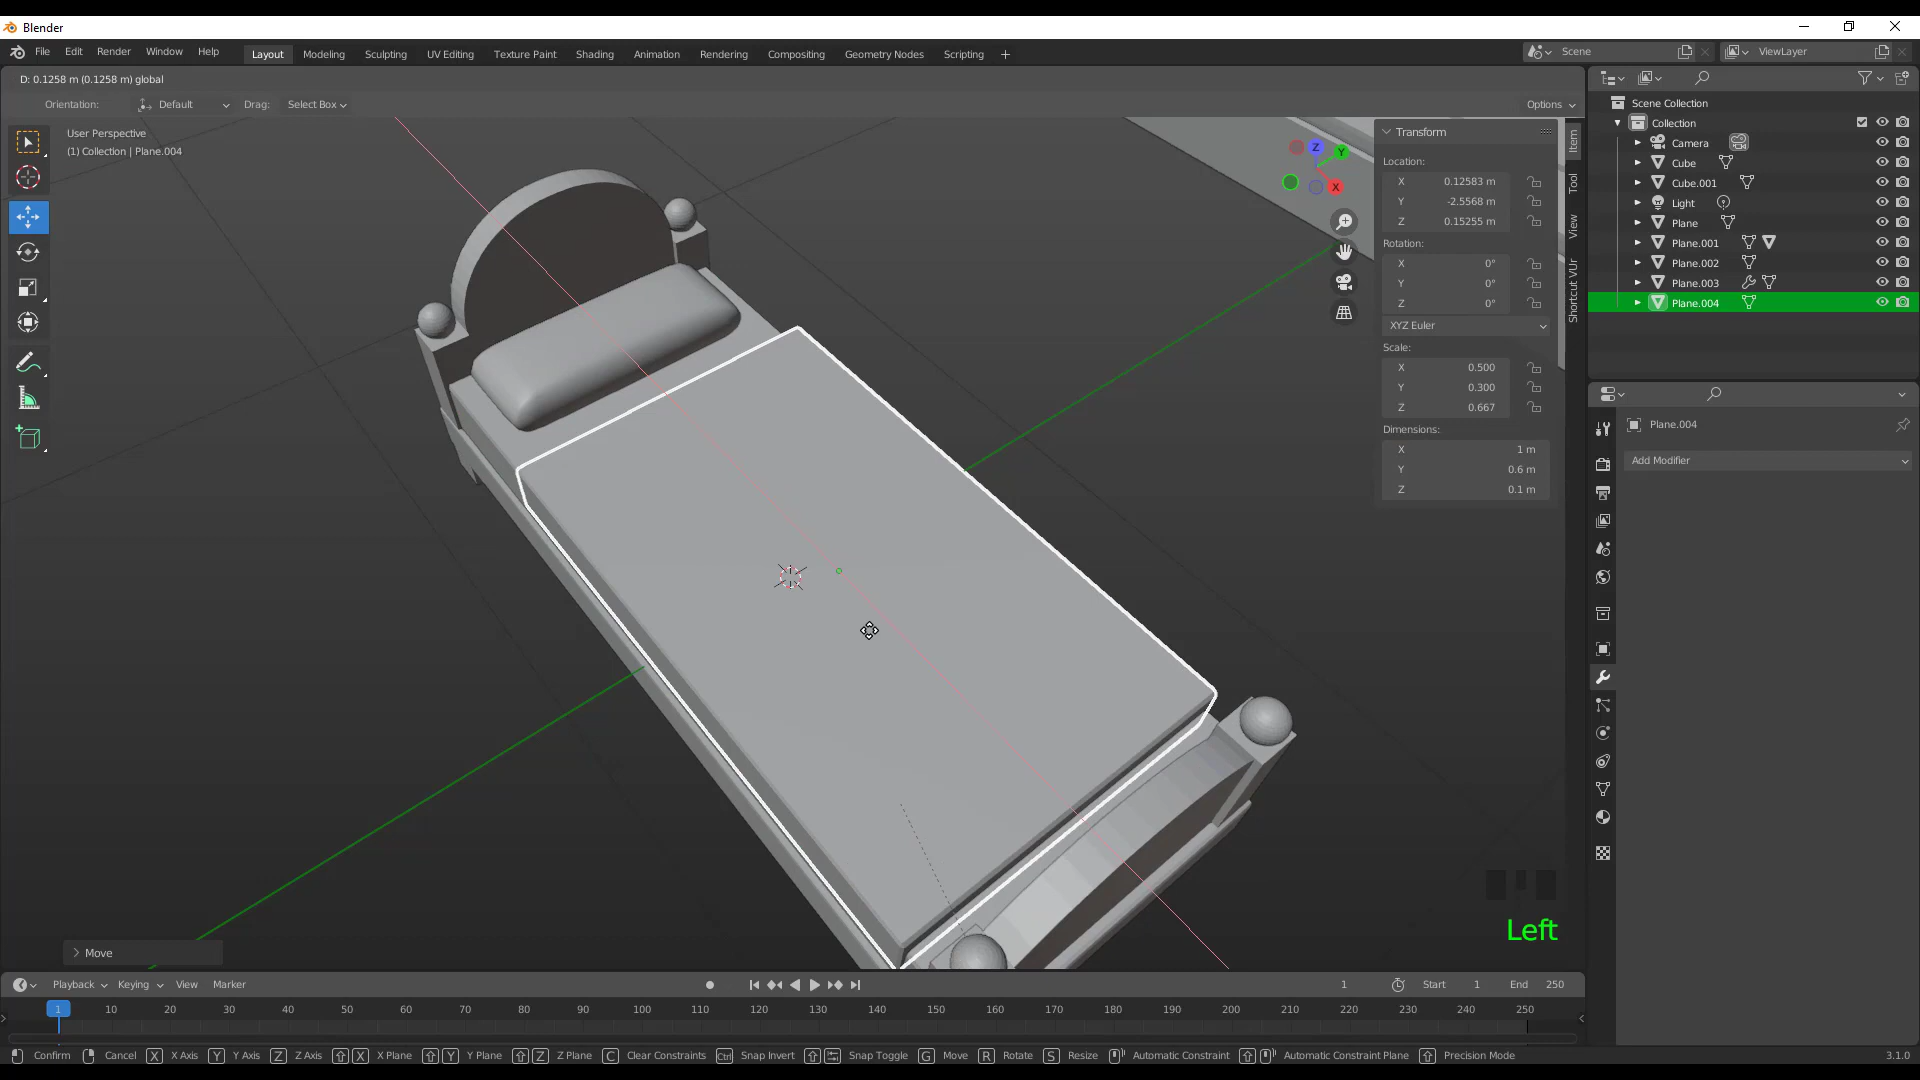 Blender
File Edit Render Window Help Layout Modeling Sculpting UV Editing Texture Paint Shading Animation Rendering Compositing Geometry Nodes Scripting + Scene ViewLayer
D: 0.1258 m (0.1258 m) global
Orientation: Default Drag: Select Box Options
User Perspective
(1) Collection | Plane.004
Z
Y
X
Transform
Location:
X 0.12583 m
Y -2.5568 m
Z 0.15255 m
Rotation:
X 0°
Y 0°
Z 0°
XYZ Euler
Scale:
X 0.500
Y 0.300
Z 0.667
Dimensions:
X 1 m
Y 0.6 m
Z 0.1 m
Item
Tool
View
Shortcut VUr
Scene Collection
Collection
Camera
Cube
Cube.001
Light
Plane
Plane.001
Plane.002
Plane.003
Plane.004
Plane.004
Add Modifier
Left
Move
Playback Keying View Marker 1 Start 1 End 250
1 10 20 30 40 50 60 70 80 90 100 110 120 130 140 150 160 170 180 190 200 210 220 230 240 250
Confirm Cancel X X Axis Y Y Axis Z Z Axis X X Plane Y Y Plane Z Z Plane C Clear Constraints Ctrl Snap Invert Snap Toggle G Move R Rotate S Resize Automatic Constraint Automatic Constraint Plane Precision Mode 3.1.0